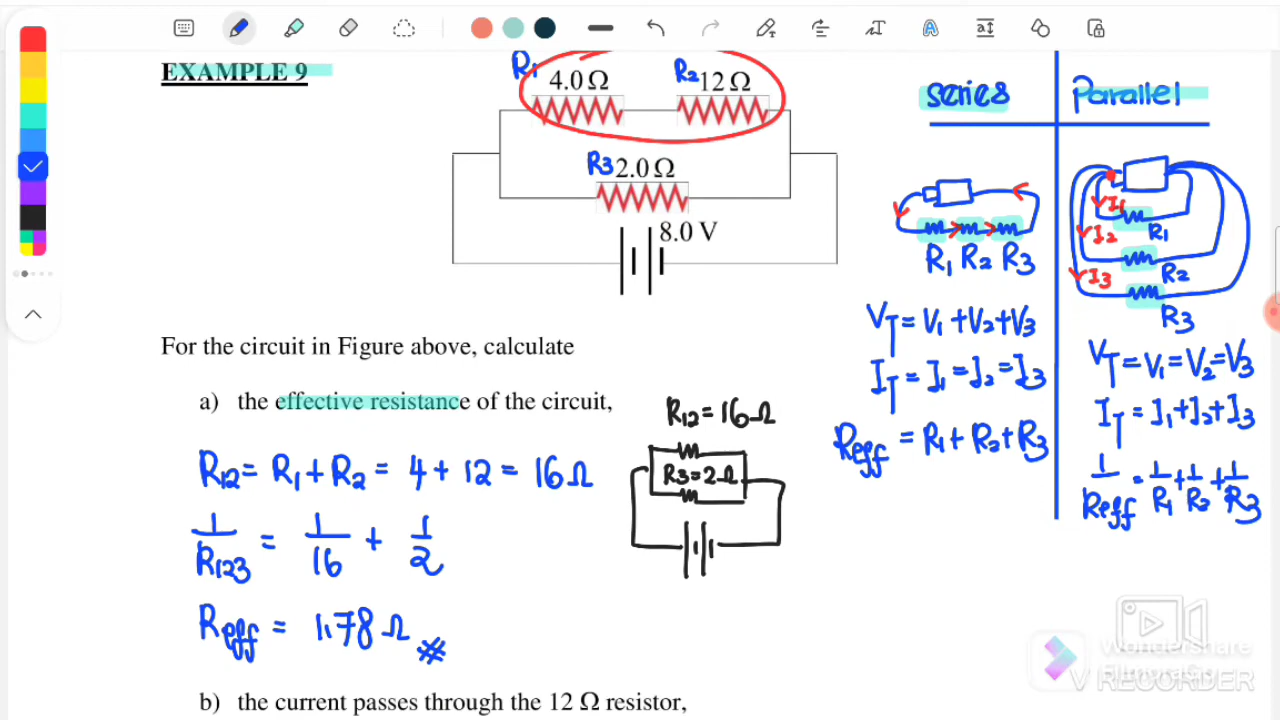 EXAMPLE 9
R1 4.0 Ω R2 12 Ω
R3 2.0 Ω
8.0 V
For the circuit in Figure above, calculate
a) the effective resistance of the circuit,
R12 = R1 + R2 = 4 + 12 = 16 Ω
1/R123 = 1/16 + 1/2
Reff = 1.78 Ω
b) the current passes through the 12 Ω resistor,
R12 = 16 Ω
R3 = 2 Ω
series
R1 R2 R3
VT = V1 + V2 + V3
IT = I1 = I2 = I3
Reff = R1 + R2 + R3
Parallel
I1
R1
I2
R2
I3
R3
VT = V1 = V2 = V3
IT = I1 + I2 + I3
1/Reff = 1/R1 + 1/R2 + 1/R3
Wondershare
FilmoraGo
V RECORDER